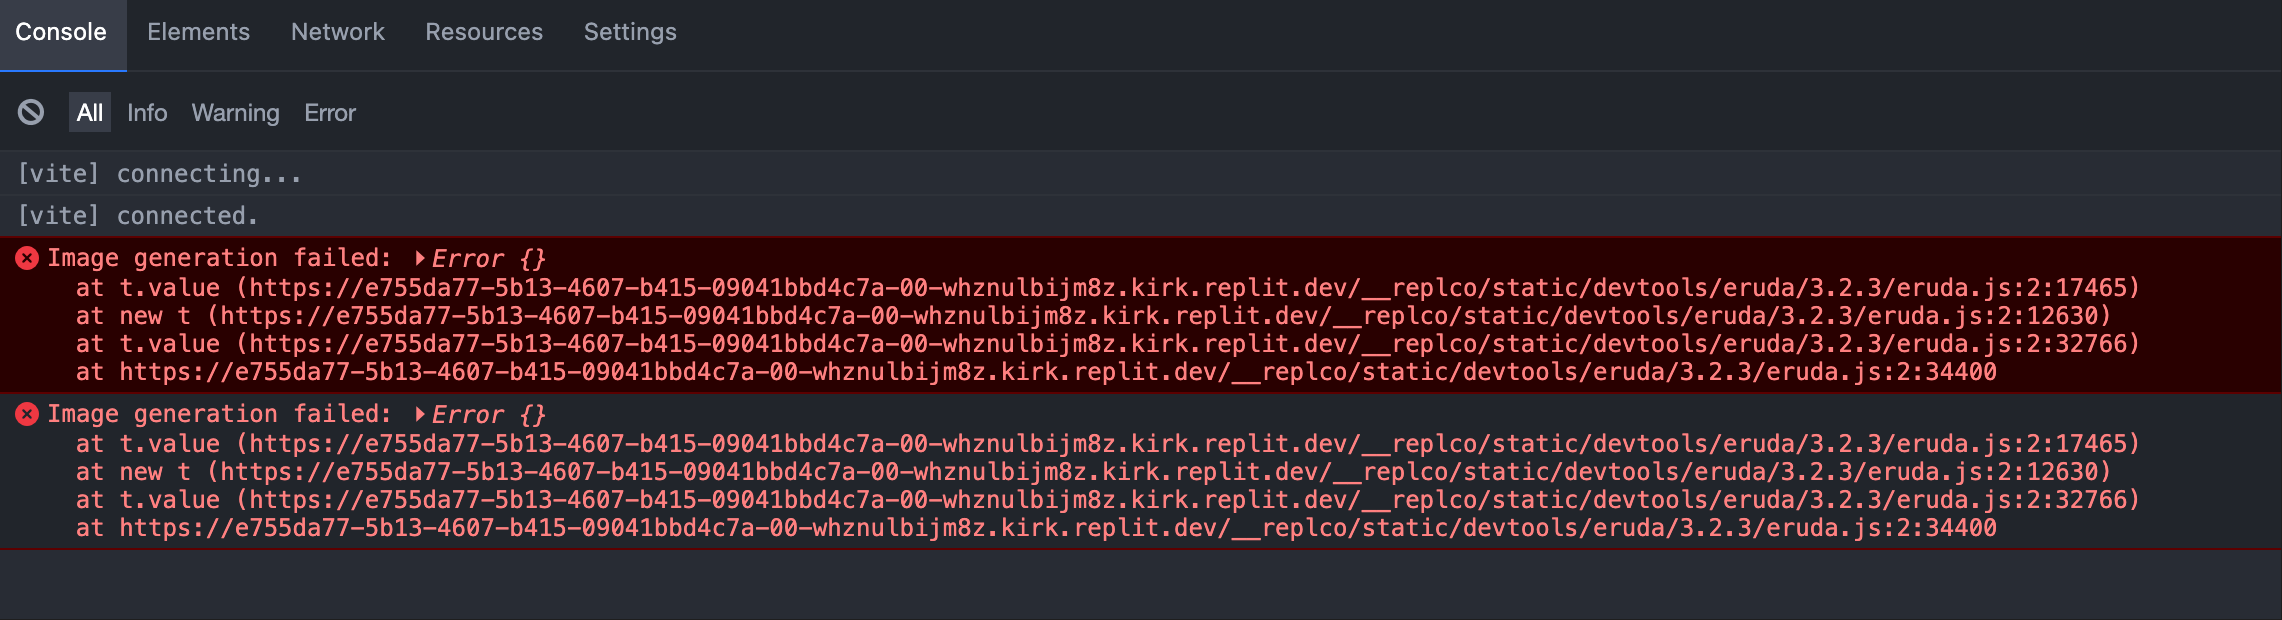 Console Elements Network Resources Settings
All Info Warning Error
[vite] connecting...
[vite] connected.
Image generation failed: Error {}
at t.value (https://e755da77-5b13-4607-b415-09041bbd4c7a-00-whznulbijm8z.kirk.replit.dev/__replco/static/devtools/eruda/3.2.3/eruda.js:2:17465)
at new t (https://e755da77-5b13-4607-b415-09041bbd4c7a-00-whznulbijm8z.kirk.replit.dev/__replco/static/devtools/eruda/3.2.3/eruda.js:2:12630)
at t.value (https://e755da77-5b13-4607-b415-09041bbd4c7a-00-whznulbijm8z.kirk.replit.dev/__replco/static/devtools/eruda/3.2.3/eruda.js:2:32766)
at https://e755da77-5b13-4607-b415-09041bbd4c7a-00-whznulbijm8z.kirk.replit.dev/__replco/static/devtools/eruda/3.2.3/eruda.js:2:34400
Image generation failed: Error {}
at t.value (https://e755da77-5b13-4607-b415-09041bbd4c7a-00-whznulbijm8z.kirk.replit.dev/__replco/static/devtools/eruda/3.2.3/eruda.js:2:17465)
at new t (https://e755da77-5b13-4607-b415-09041bbd4c7a-00-whznulbijm8z.kirk.replit.dev/__replco/static/devtools/eruda/3.2.3/eruda.js:2:12630)
at t.value (https://e755da77-5b13-4607-b415-09041bbd4c7a-00-whznulbijm8z.kirk.replit.dev/__replco/static/devtools/eruda/3.2.3/eruda.js:2:32766)
at https://e755da77-5b13-4607-b415-09041bbd4c7a-00-whznulbijm8z.kirk.replit.dev/__replco/static/devtools/eruda/3.2.3/eruda.js:2:34400